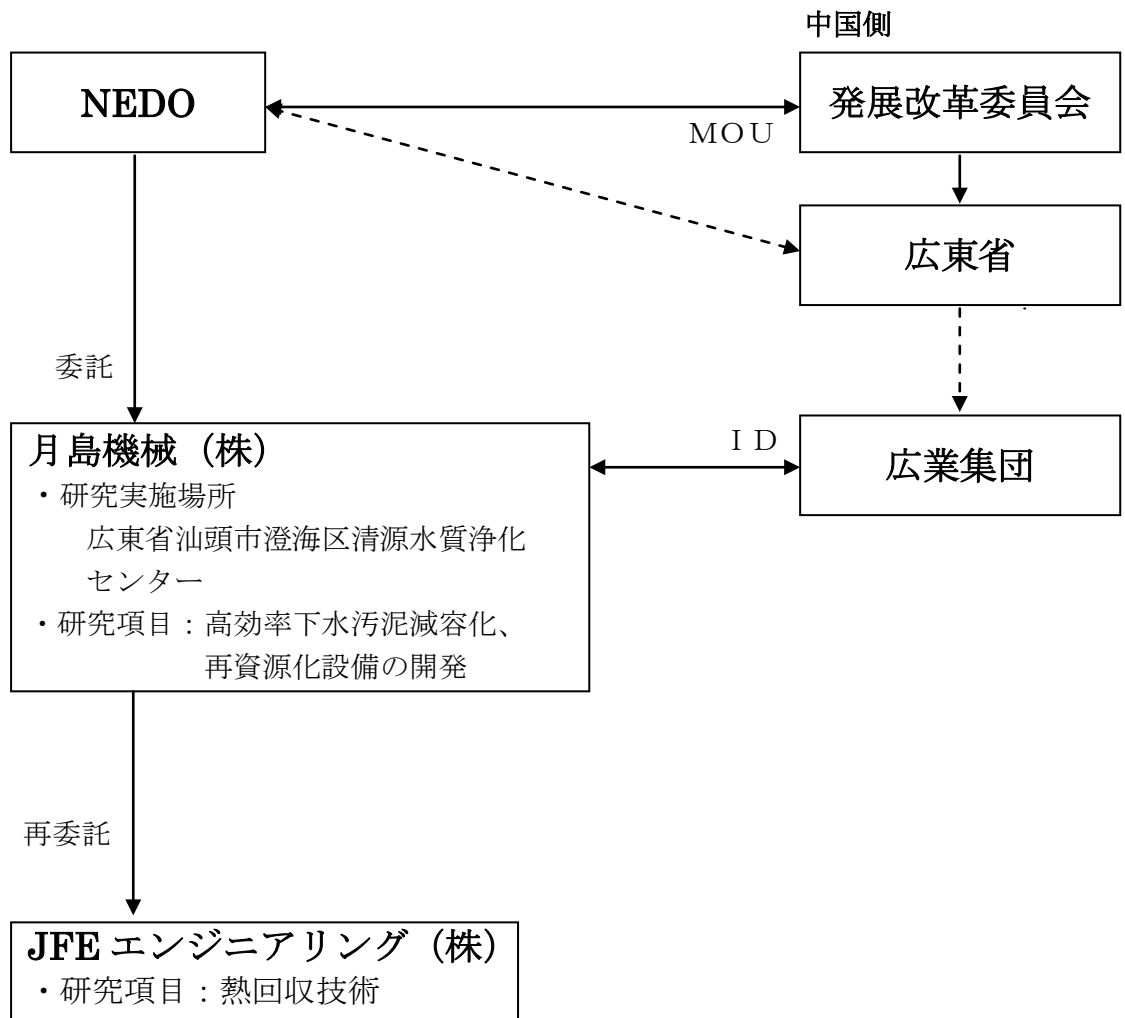 中国側
NEDO
発展改革委員会
ＭＯＵ
広東省
委託
月島機械（株）
・研究実施場所
広東省汕頭市澄海区清源水質浄化
センター
・研究項目：高効率下水汚泥減容化、
再資源化設備の開発
ＩＤ
広業集団
再委託
JFE エンジニアリング（株）
・研究項目：熱回収技術